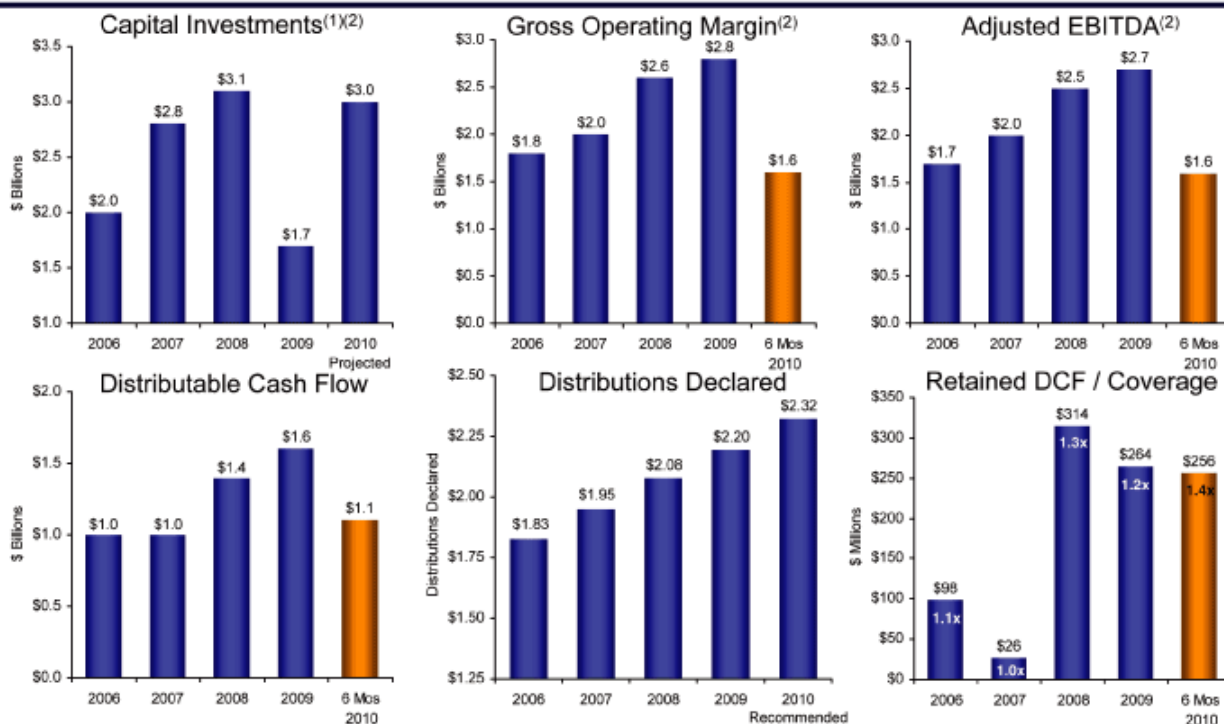 Capital Investments(1)(2)
$ Billions
$3.5
$3.0
$2.5
$2.0
$1.5
$1.0
$2.0
$2.8
$3.1
$1.7
$3.0
2006 2007 2008 2009 2010
Projected
Gross Operating Margin(2)
$ Billions
$3.0
$2.5
$2.0
$1.5
$1.0
$0.5
$0.0
$1.8
$2.0
$2.6
$2.8
$1.6
2006 2007 2008 2009 6 Mos
2010
Adjusted EBITDA(2)
$ Billions
$3.0
$2.5
$2.0
$1.5
$1.0
$0.5
$0.0
$1.7
$2.0
$2.5
$2.7
$1.6
2006 2007 2008 2009 6 Mos
2010
Distributable Cash Flow
$ Billions
$2.0
$1.5
$1.0
$0.5
$0.0
$1.0
$1.0
$1.4
$1.6
$1.1
2006 2007 2008 2009 6 Mos
2010
Distributions Declared
Distributions Declared
$2.50
$2.25
$2.00
$1.75
$1.50
$1.25
$1.83
$1.95
$2.08
$2.20
$2.32
2006 2007 2008 2009 2010
Recommended
Retained DCF / Coverage
$ Millions
$350
$300
$250
$200
$150
$100
$50
$0
$98
1.1x
$26
1.0x
$314
1.3x
$264
1.2x
$256
1.4x
2006 2007 2008 2009 6 Mos
2010